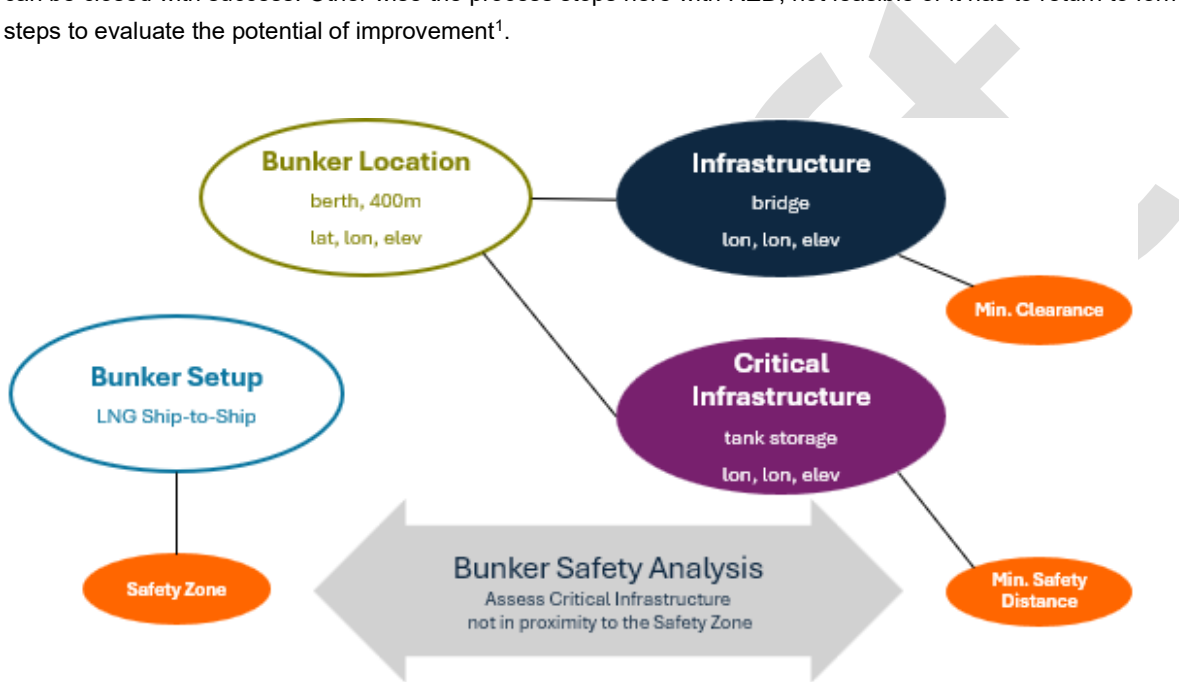 steps to evaluate the potential of improvement1.
Bunker Location
berth, 400m
lat, lon, elev
Infrastructure
bridge
lon, lon, elev
Min. Clearance
Bunker Setup
LNG Ship-to-Ship
Critical
Infrastructure
tank storage
lon, lon, elev
Safety Zone
Bunker Safety Analysis
Assess Critical Infrastructure
not in proximity to the Safety Zone
Min. Safety
Distance